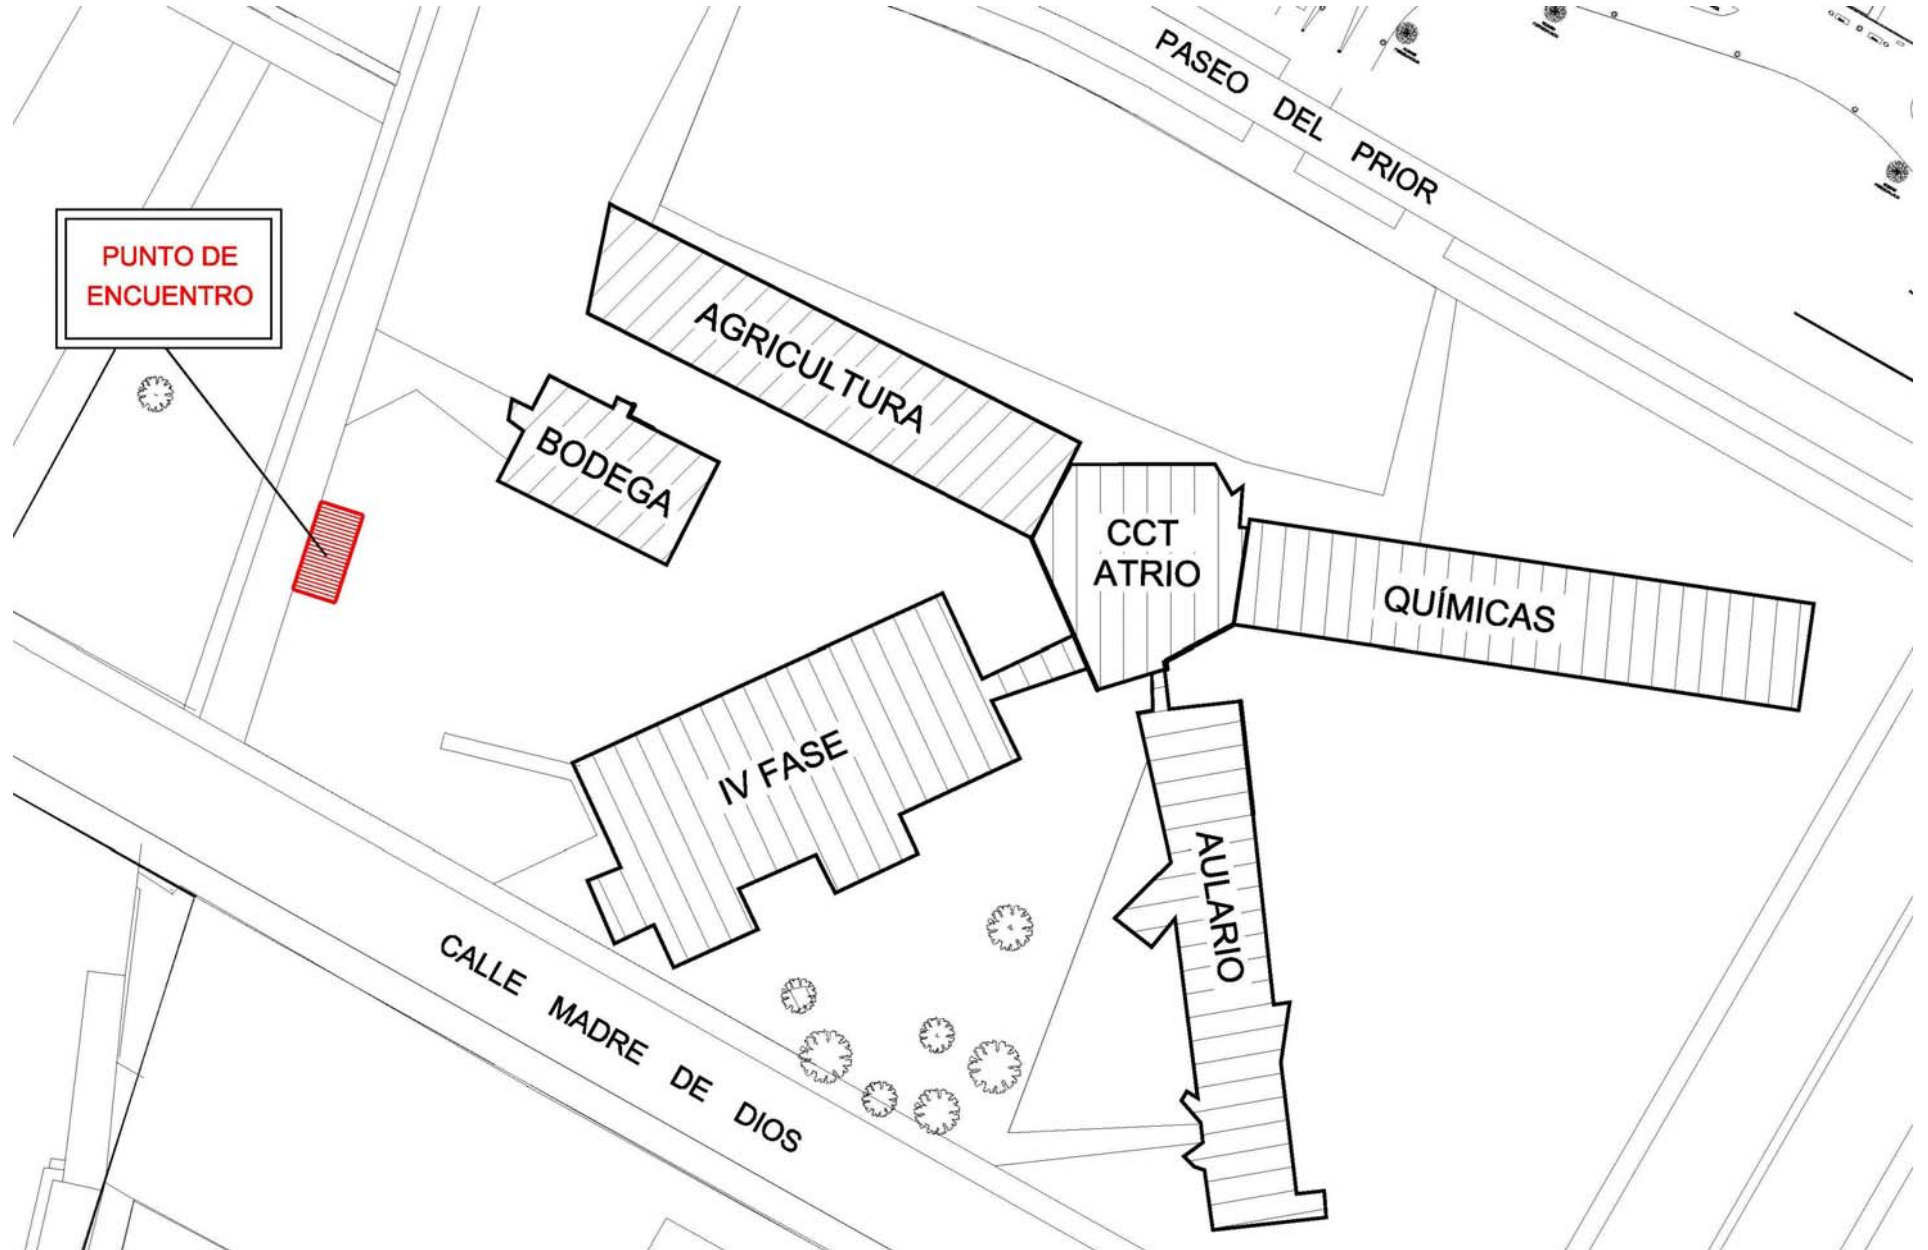 PASEO DEL PRIOR
PUNTO DE
ENCUENTRO
AGRICULTURA
BODEGA
CCT
ATRIO
QUÍMICAS
IV FASE
AULARIO
CALLE MADRE DE DIOS